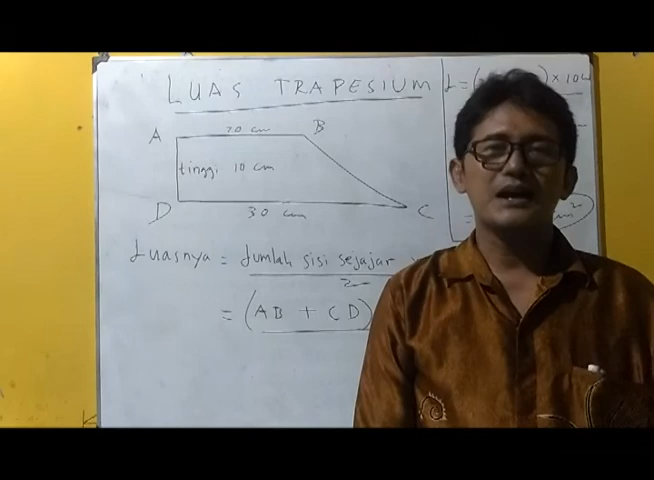 LUAS TRAPESIUM
A
20 cm
B
tinggi 10 cm
D
30 cm
C
Luasnya = Jumlah sisi sejajar
2
= (AB + CD)
L = ( ) × 10
=